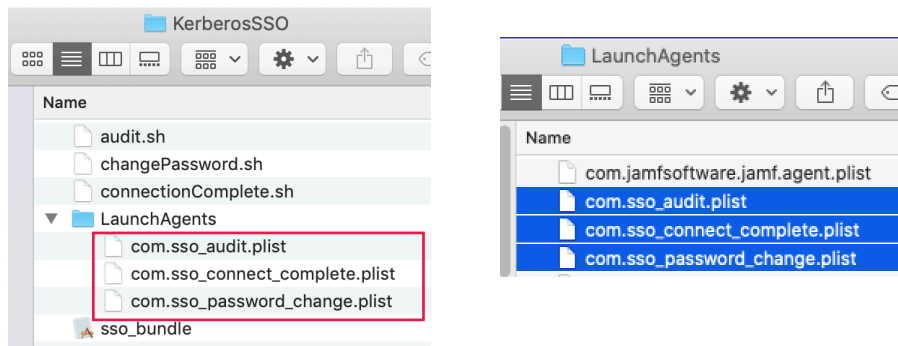 KerberosSSO
Name
audit.sh
changePassword.sh
connectionComplete.sh
LaunchAgents
com.sso_audit.plist
com.sso_connect_complete.plist
com.sso_password_change.plist
sso_bundle
LaunchAgents
Name
com.jamfsoftware.jamf.agent.plist
com.sso_audit.plist
com.sso_connect_complete.plist
com.sso_password_change.plist